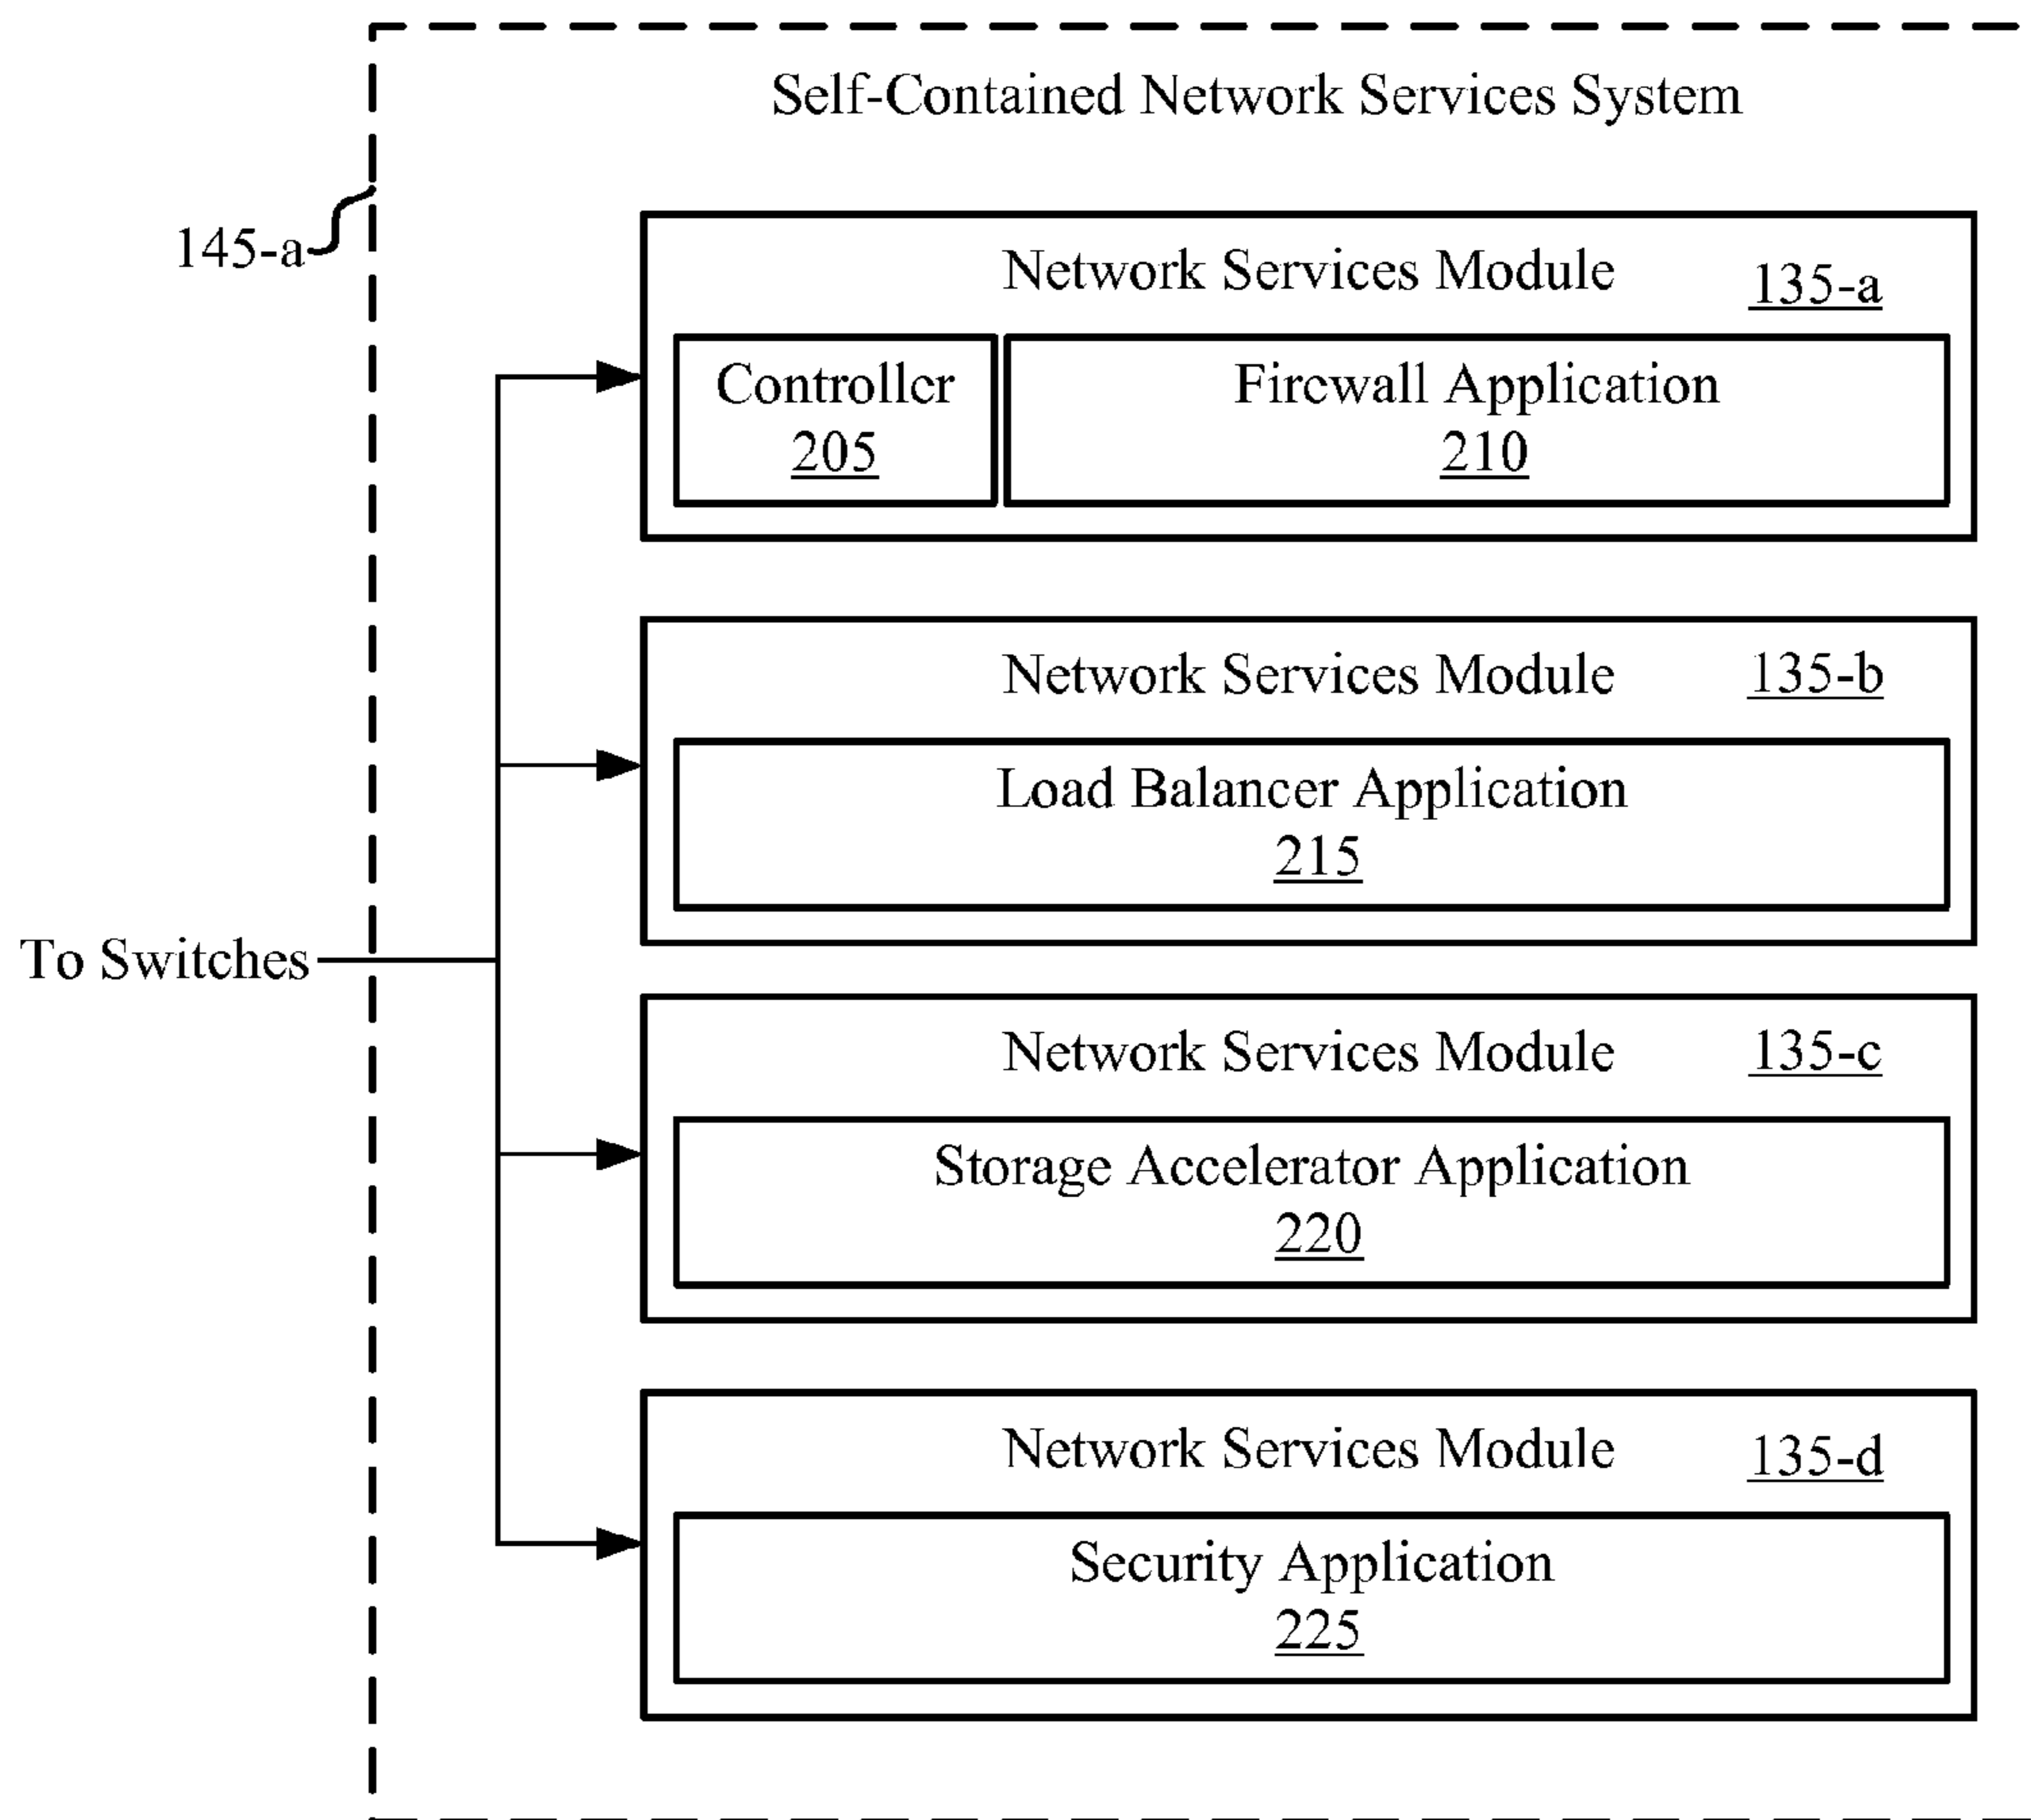 Self-Contained Network Services System
145-a
Network Services Module 135-a
Controller
205
Firewall Application
210
Network Services Module 135-b
Load Balancer Application
215
To Switches
Network Services Module 135-c
Storage Accelerator Application
220
Network Services Module 135-d
Security Application
225